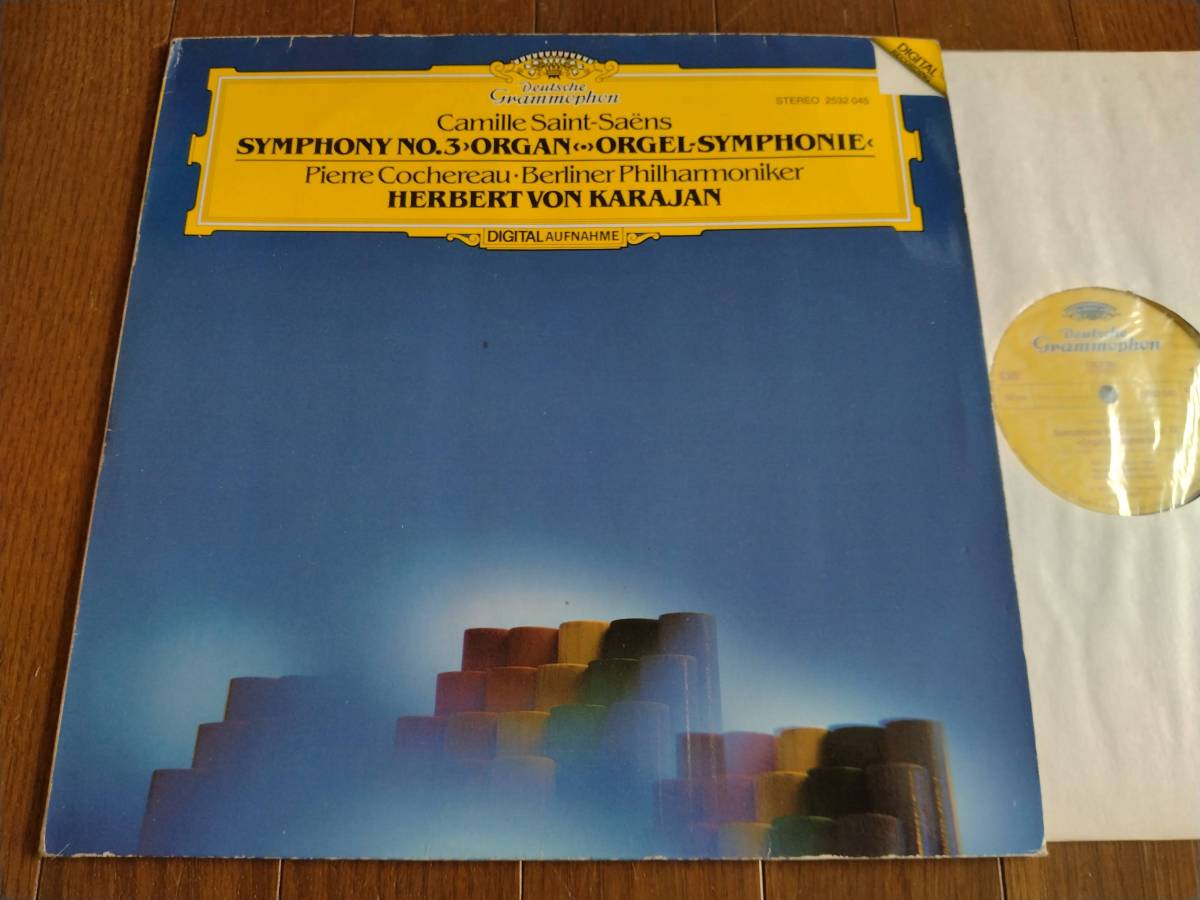 DIGITAL
Deutsche
Grammophon
STEREO 2532 045
Camille Saint-Saëns
SYMPHONY NO.3 ›ORGAN‹ · ›ORGEL-SYMPHONIE‹
Pierre Cochereau · Berliner Philharmoniker
HERBERT VON KARAJAN
DIGITAL AUFNAHME
Deutsche
Grammophon